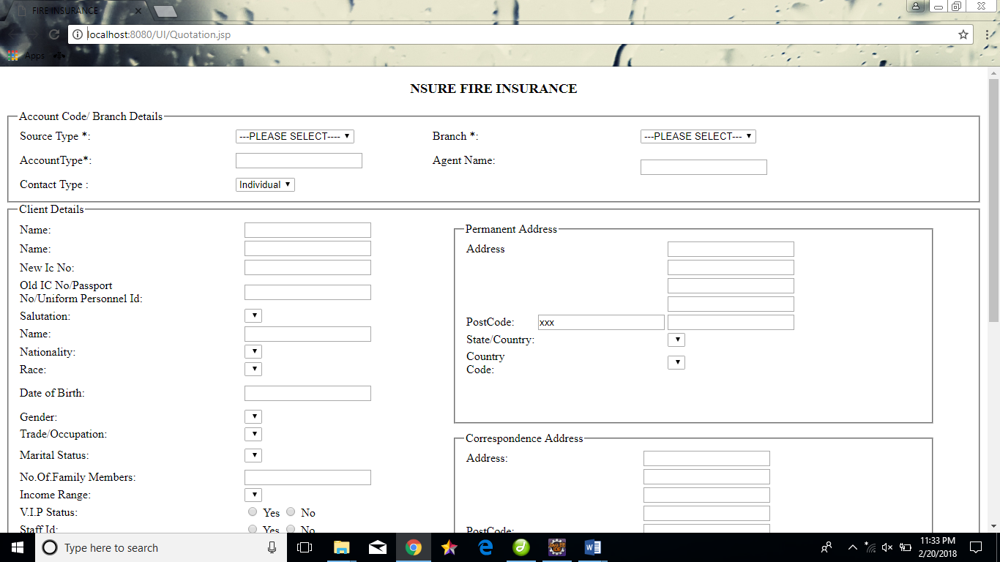 FIRE INSURANCE
localhost:8080/UI/Quotation.jsp
Apps
NSURE FIRE INSURANCE
Account Code/ Branch Details
Source Type *: ---PLEASE SELECT---- Branch *: ---PLEASE SELECT---
AccountType*: Agent Name:
Contact Type : Individual
Client Details
Name:
Name:
New Ic No:
Old IC No/Passport
No/Uniform Personnel Id:
Salutation:
Name:
Nationality:
Race:
Date of Birth:
Gender:
Trade/Occupation:
Marital Status:
No.Of.Family Members:
Income Range:
V.I.P Status: Yes No
Staff Id: Yes No
Permanent Address
Address
PostCode: xxx
State/Country:
Country
Code:
Correspondence Address
Address:
PostCode:
Type here to search
11:33 PM
2/20/2018